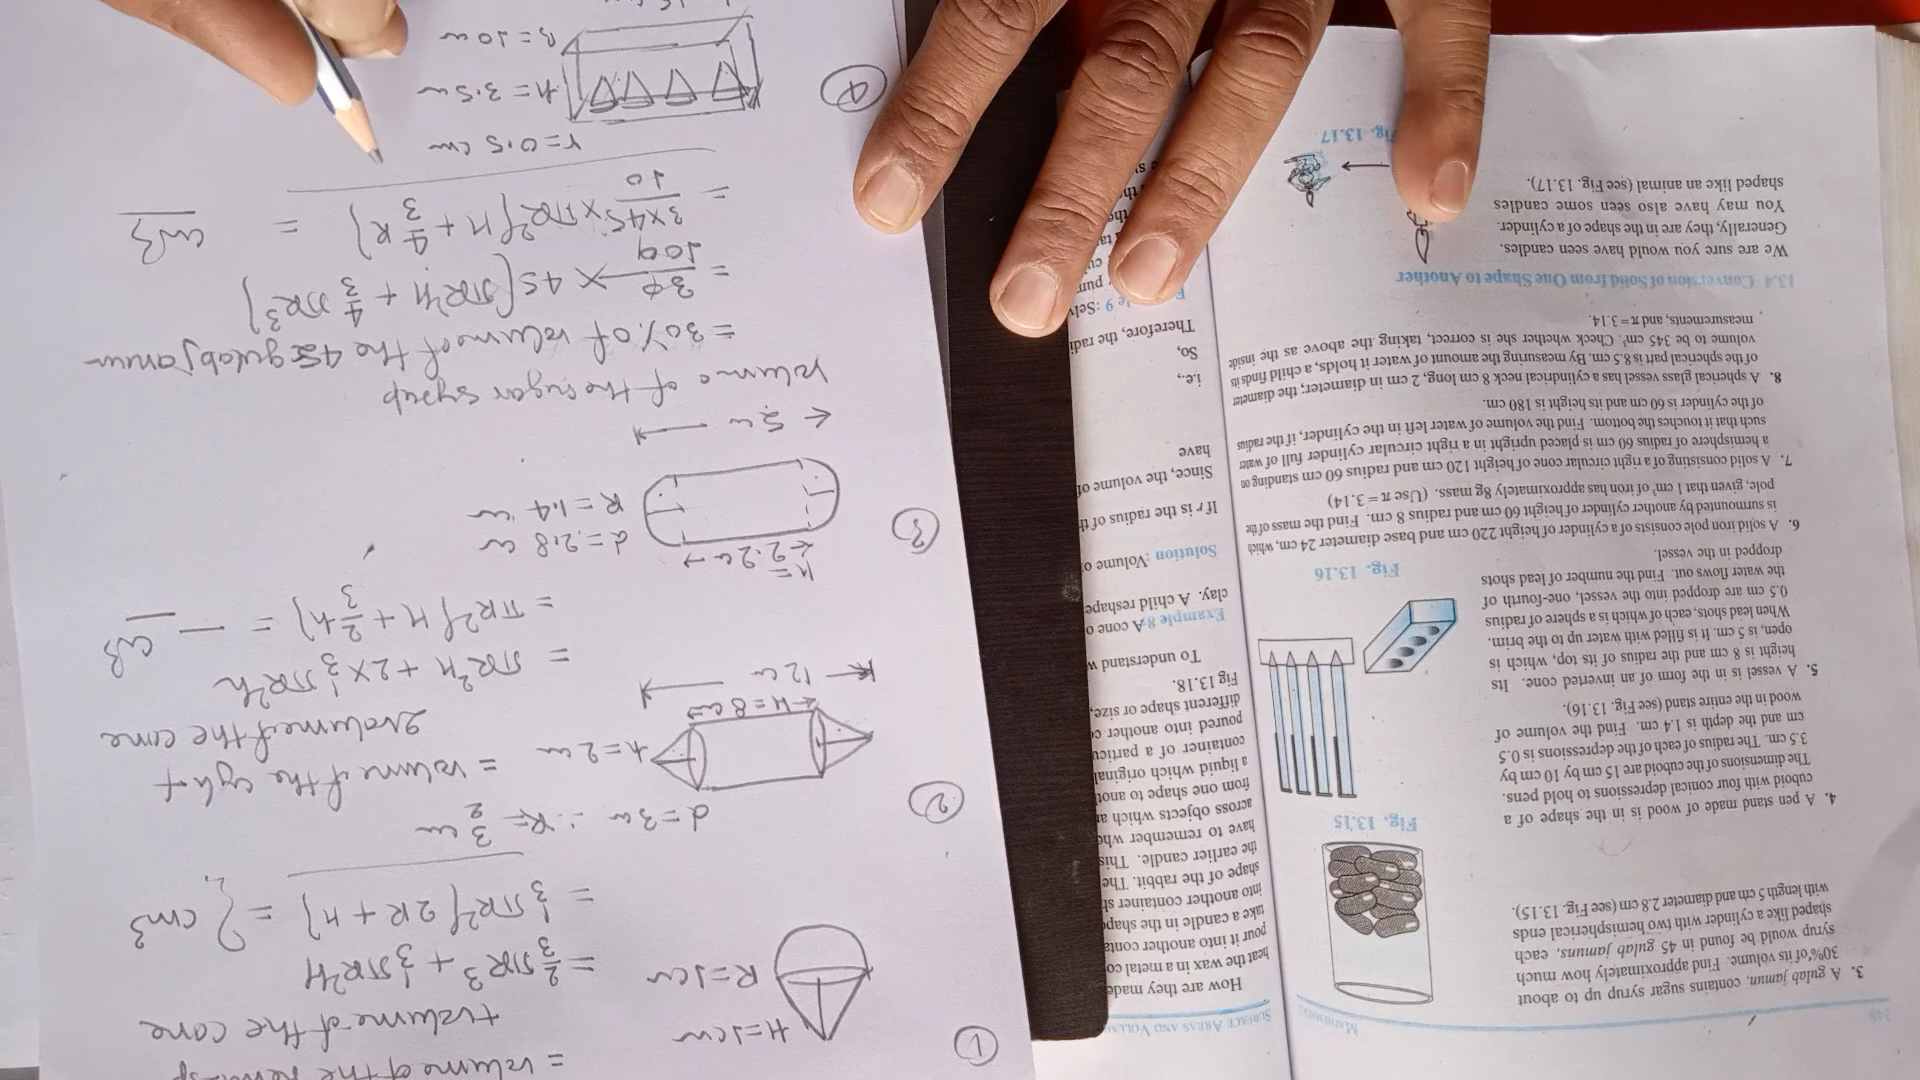 ①
= volume of the
+ volume of the cone
H = 1cm
R = 1cm
= 2/3 πR³ + 1/3 πR²H
= 1/3 πR² { 2R + H } = ? cm³
②
d = 3cm ∴ R = 3/2 cm
h = 2cm
← H = 8cm →
← 12cm →
= volume of the cyl +
2volume of the cone
= πR²H + 2 x 1/3 πR²h
= πR² { H + 2/3 h } = — — cm³
③
H =
← 2.2cm →
d = 2.8 cm
R = 1.4 cm
← 5cm →
volume of the sugar syrup
= 30% of volume of the 45 gulab jamun
= 30/100 x 45 { πR²H + 4/3 πR³ }
= 3x45/10 x πR² { H + 4/3 R } = ___ cm³
④
r = 0.5 cm
H = 3.5cm
B = 10cm
248
MATHEMATICS
3. A gulab jamun, contains sugar syrup up to about
30% of its volume. Find approximately how much
syrup would be found in 45 gulab jamuns, each
shaped like a cylinder with two hemispherical ends
with length 5 cm and diameter 2.8 cm (see Fig. 13.15).
Fig. 13.15
4. A pen stand made of wood is in the shape of a
cuboid with four conical depressions to hold pens.
The dimensions of the cuboid are 15 cm by 10 cm by
3.5 cm. The radius of each of the depressions is 0.5
cm and the depth is 1.4 cm. Find the volume of
wood in the entire stand (see Fig. 13.16).
5. A vessel is in the form of an inverted cone. Its
height is 8 cm and the radius of its top, which is
open, is 5 cm. It is filled with water up to the brim.
When lead shots, each of which is a sphere of radius
0.5 cm are dropped into the vessel, one-fourth of
the water flows out. Find the number of lead shots
dropped in the vessel.
Fig. 13.16
6. A solid iron pole consists of a cylinder of height 220 cm and base diameter 24 cm, which
is surmounted by another cylinder of height 60 cm and radius 8 cm. Find the mass of the
pole, given that 1 cm³ of iron has approximately 8g mass. (Use π = 3.14)
7. A solid consisting of a right circular cone of height 120 cm and radius 60 cm standing on
a hemisphere of radius 60 cm is placed upright in a right circular cylinder full of water
such that it touches the bottom. Find the volume of water left in the cylinder, if the radius
of the cylinder is 60 cm and its height is 180 cm.
8. A spherical glass vessel has a cylindrical neck 8 cm long, 2 cm in diameter; the diameter
of the spherical part is 8.5 cm. By measuring the amount of water it holds, a child finds its
volume to be 345 cm³. Check whether she is correct, taking the above as the inside
measurements, and π = 3.14.
13.4 Conversion of Solid from One Shape to Another
We are sure you would have seen candles.
Generally, they are in the shape of a cylinder.
You may have also seen some candles
shaped like an animal (see Fig. 13.17).
Fig. 13.17
SURFACE AREAS AND
How are they made
heat the wax in a metal
pour it into another
take a candle in the
into another container
shape of the rabbit. The
the earlier candle. This
have to remember
across objects which
from one shape to
a liquid which
container of a
poured into another
different shape or size,
Fig 13.18.
To understand
Example 8 : A cone
clay. A child
Solution : Volume
If r is the radius of
Since, the volume
have
i.e.,
So,
Therefore, the
9 :